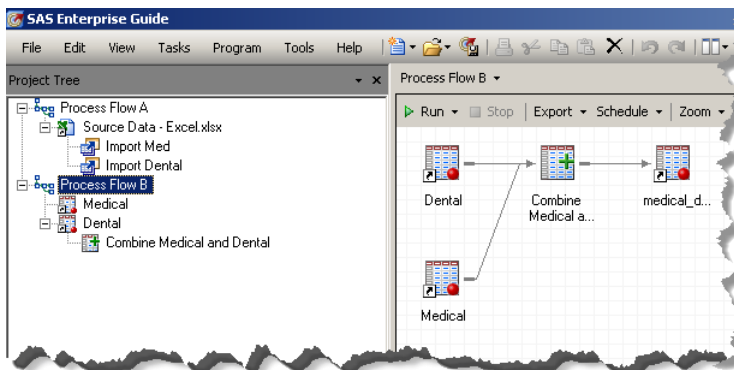 SAS Enterprise Guide
File Edit View Tasks Program Tools Help
Project Tree
Process Flow A
Source Data - Excel.xlsx
Import Med
Import Dental
Process Flow B
Medical
Dental
Combine Medical and Dental
Process Flow B
Run Stop Export Schedule Zoom
Dental
Combine
Medical a...
medical_d...
Medical